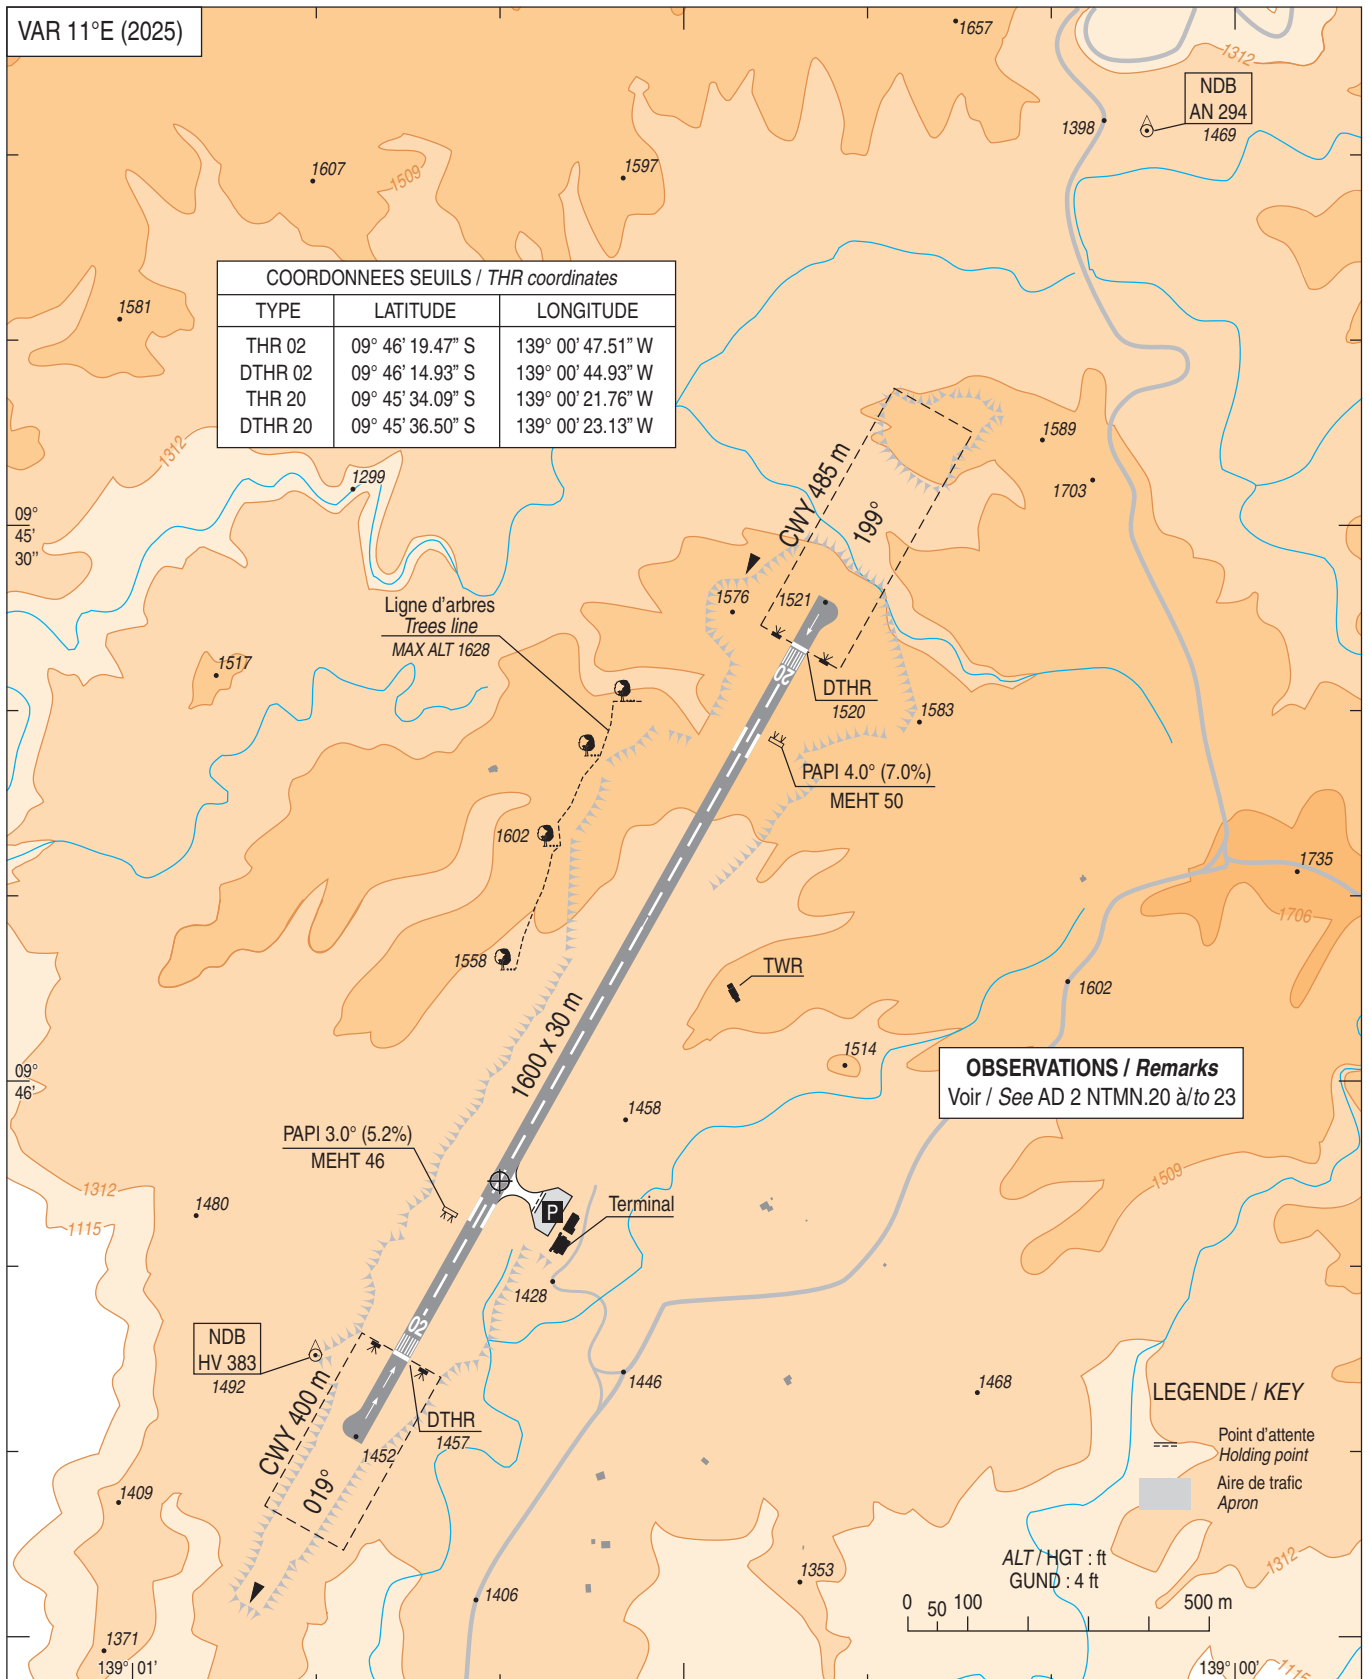 VAR 11°E (2025)
1657
1312
NDB
AN 294
1469
1398
1607
1509
1597
COORDONNEES SEUILS / THR coordinates
TYPE LATITUDE LONGITUDE
THR 02 09° 46' 19.47" S 139° 00' 47.51" W
DTHR 02 09° 46' 14.93" S 139° 00' 44.93" W
THR 20 09° 45' 34.09" S 139° 00' 21.76" W
DTHR 20 09° 45' 36.50" S 139° 00' 23.13" W
1581
1312
1299
1589
1703
CWY 485 m
199°
09°
45'
30"
1576
1521
Ligne d'arbres
Trees line
MAX ALT 1628
1517
20
DTHR
1520
1583
PAPI 4.0° (7.0%)
MEHT 50
1602
1735
1706
1558
TWR
1602
1600 x 30 m
1514
OBSERVATIONS / Remarks
Voir / See AD 2 NTMN.20 à/to 23
09°
46'
1458
PAPI 3.0° (5.2%)
MEHT 46
1312
1115
1480
1509
P
Terminal
1428
02
NDB
HV 383
1492
1446
1468
CWY 400 m
019°
DTHR
1457
1452
LEGENDE / KEY
Point d'attente
Holding point
Aire de trafic
Apron
1409
1353
ALT / HGT : ft
GUND : 4 ft
1312
1406
0 50 100 500 m
1371
139° 01'
139° 00'
1115